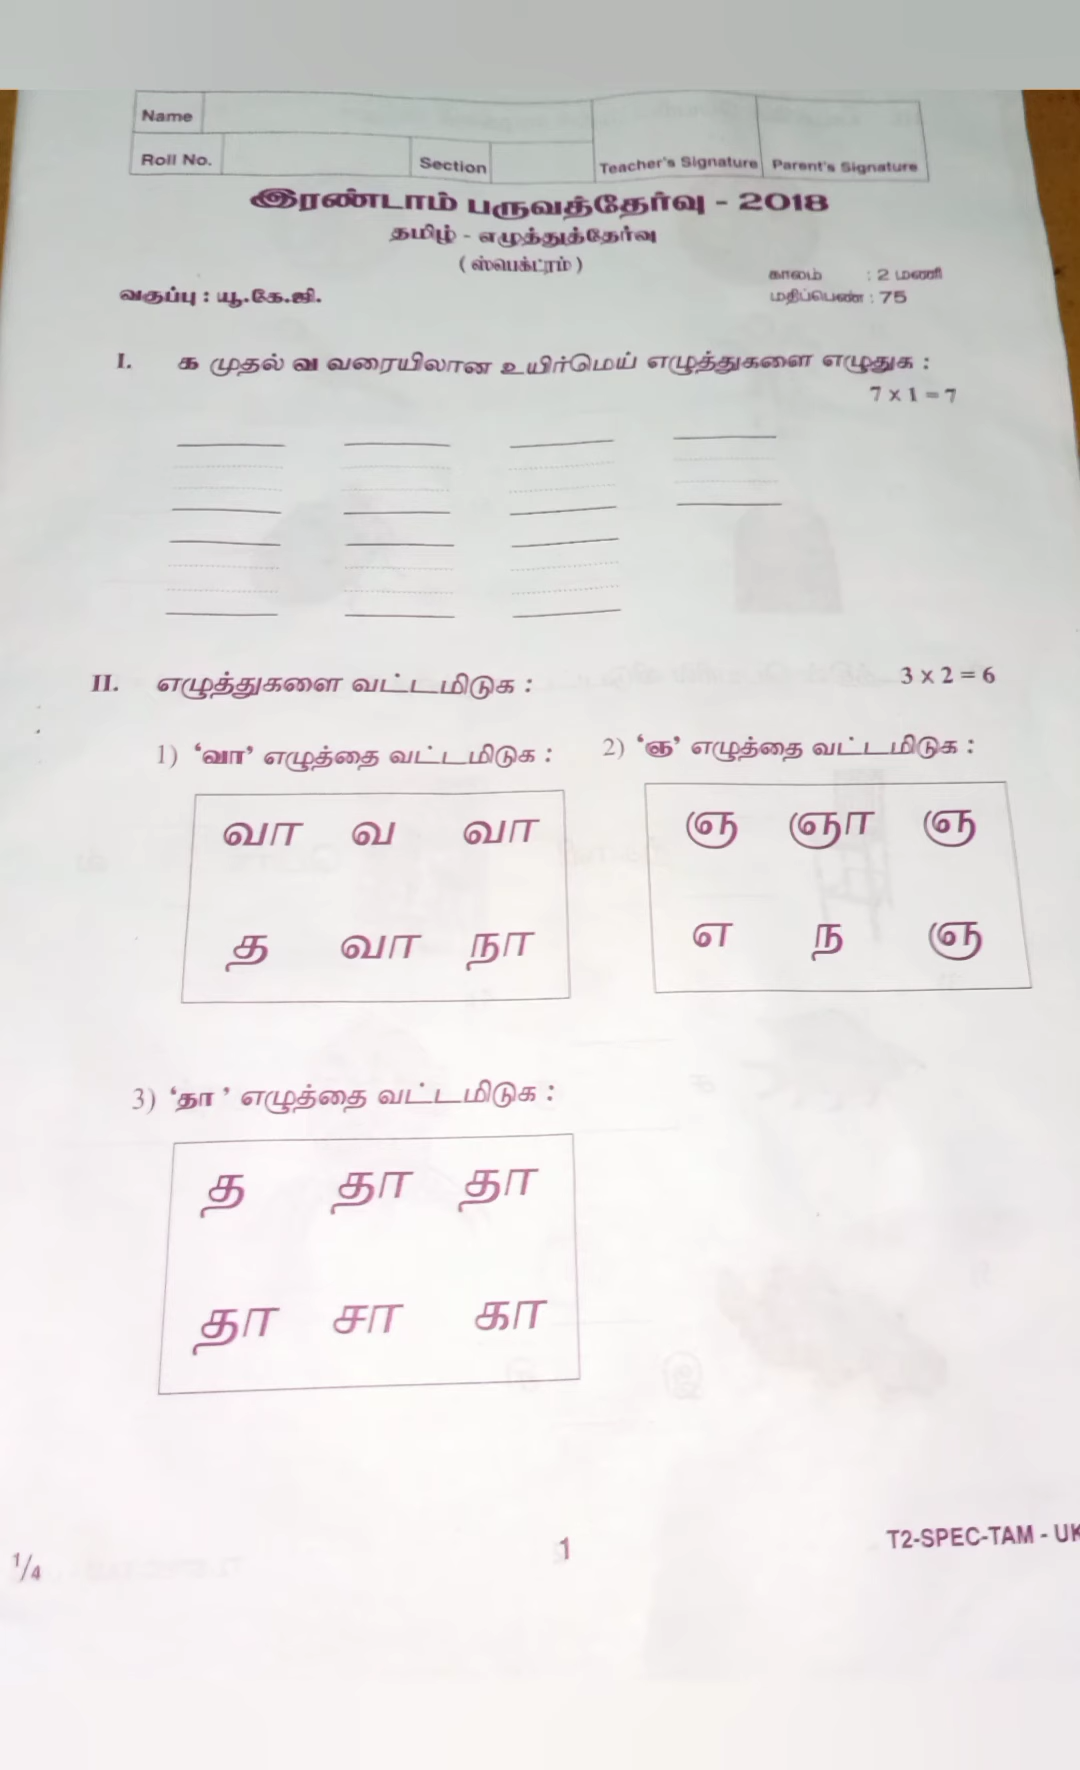 Name
Roll No. Section Teacher's Signature Parent's Signature
இரண்டாம் பருவத்தேர்வு - 2018
தமிழ் - எழுத்துத்தேர்வு
( ஸ்பெக்ட்ரம் )
காலம் : 2 மணி
வகுப்பு : யூ.கே.ஜி. மதிப்பெண் : 75
I. க முதல் வ வரையிலான உயிர்மெய் எழுத்துகளை எழுதுக :
7 x 1 = 7
II. எழுத்துகளை வட்டமிடுக : 3 x 2 = 6
1) ‘வா’ எழுத்தை வட்டமிடுக :
வா வ வா
த வா நா
2) ‘ஞ’ எழுத்தை வட்டமிடுக :
ஞ ஞா ஞ
எ ந ஞ
3) ‘தா ’ எழுத்தை வட்டமிடுக :
த தா தா
தா சா கா
1/4 1 T2-SPEC-TAM - UK